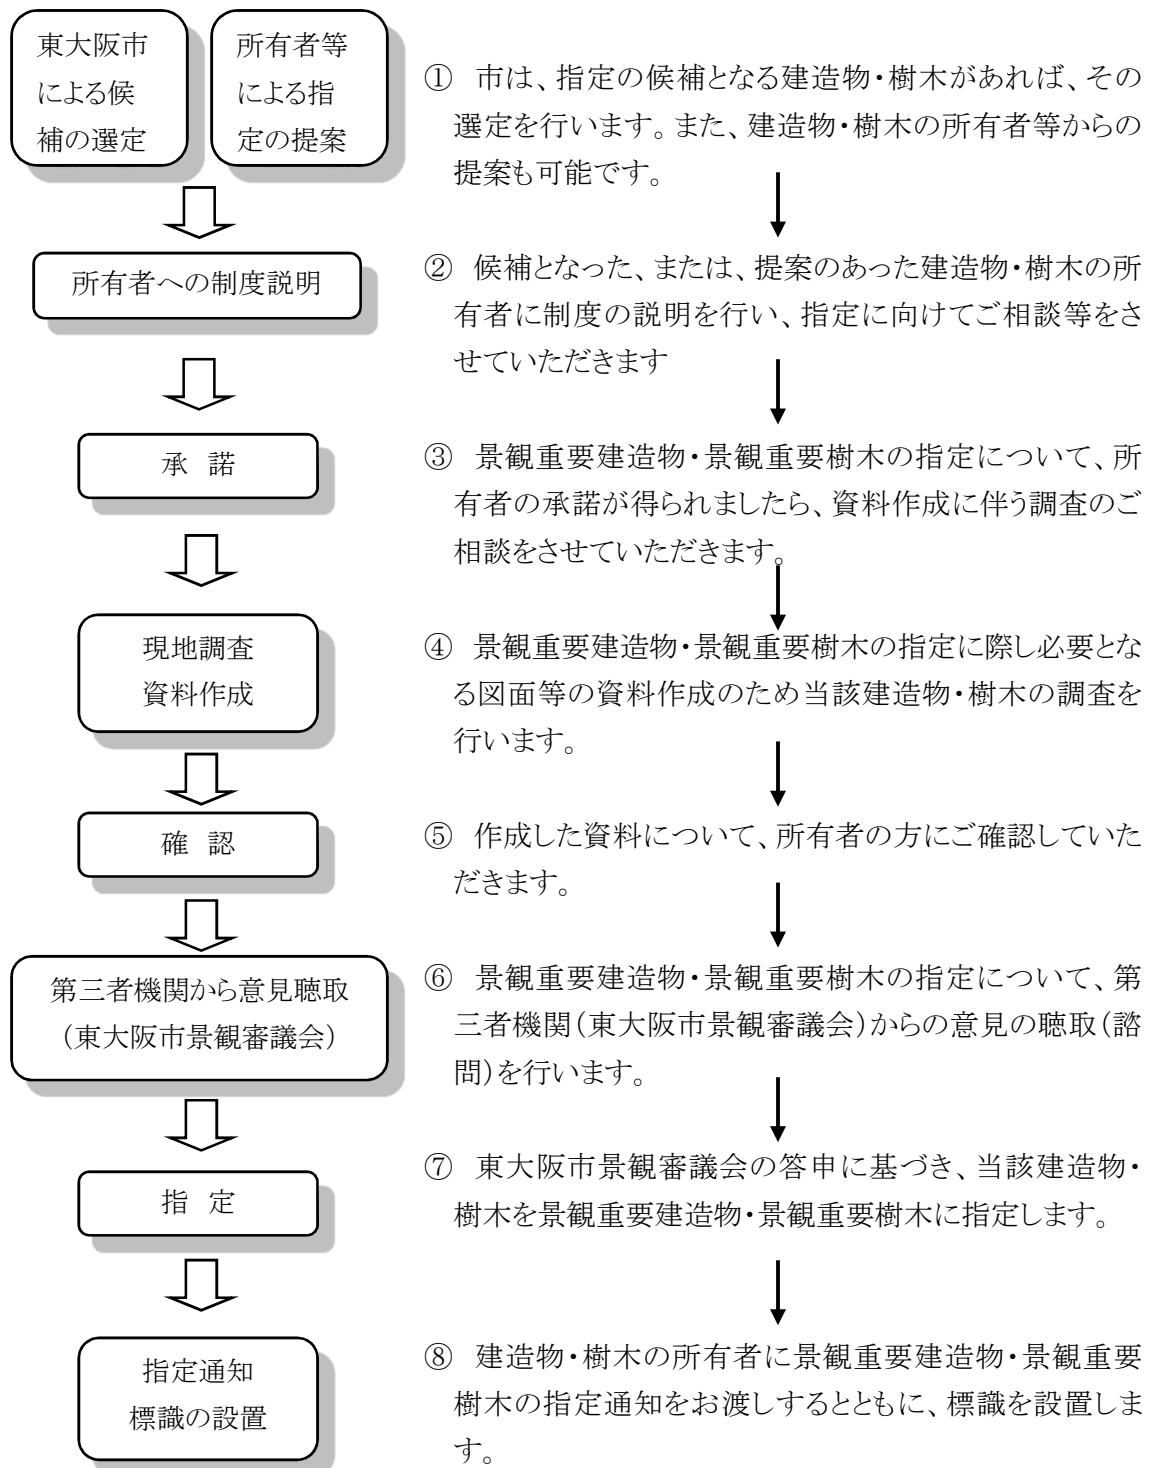 東大阪市
による候
補の選定
所有者等
による指
定の提案
① 市は、指定の候補となる建造物・樹木があれば、その
選定を行います。また、建造物・樹木の所有者等からの
提案も可能です。
所有者への制度説明
② 候補となった、または、提案のあった建造物・樹木の所
有者に制度の説明を行い、指定に向けてご相談等をさ
せていただきます
承 諾
③ 景観重要建造物・景観重要樹木の指定について、所
有者の承諾が得られましたら、資料作成に伴う調査のご
相談をさせていただきます。
現地調査
資料作成
④ 景観重要建造物・景観重要樹木の指定に際し必要とな
る図面等の資料作成のため当該建造物・樹木の調査を
行います。
確 認
⑤ 作成した資料について、所有者の方にご確認していた
だきます。
第三者機関から意見聴取
(東大阪市景観審議会)
⑥ 景観重要建造物・景観重要樹木の指定について、第
三者機関(東大阪市景観審議会)からの意見の聴取(諮
問)を行います。
指 定
⑦ 東大阪市景観審議会の答申に基づき、当該建造物・
樹木を景観重要建造物・景観重要樹木に指定します。
指定通知
標識の設置
⑧ 建造物・樹木の所有者に景観重要建造物・景観重要
樹木の指定通知をお渡しするとともに、標識を設置しま
す。